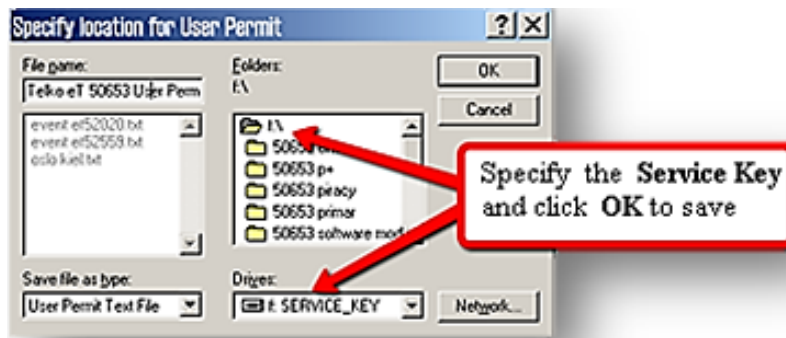 Specify location for User Permit
File name:
Telko eT 50653 User Perm
event et52020.txt
event et52559.txt
oslo kiel.txt
Save file as type:
User Permit Text File
Folders:
f:\
f:\
50653
50653 p+
50653 piracy
50653 primar
50653 software mod
Drives:
f: SERVICE_KEY
OK
Cancel
Network...
Specify the Service Key
and click OK to save